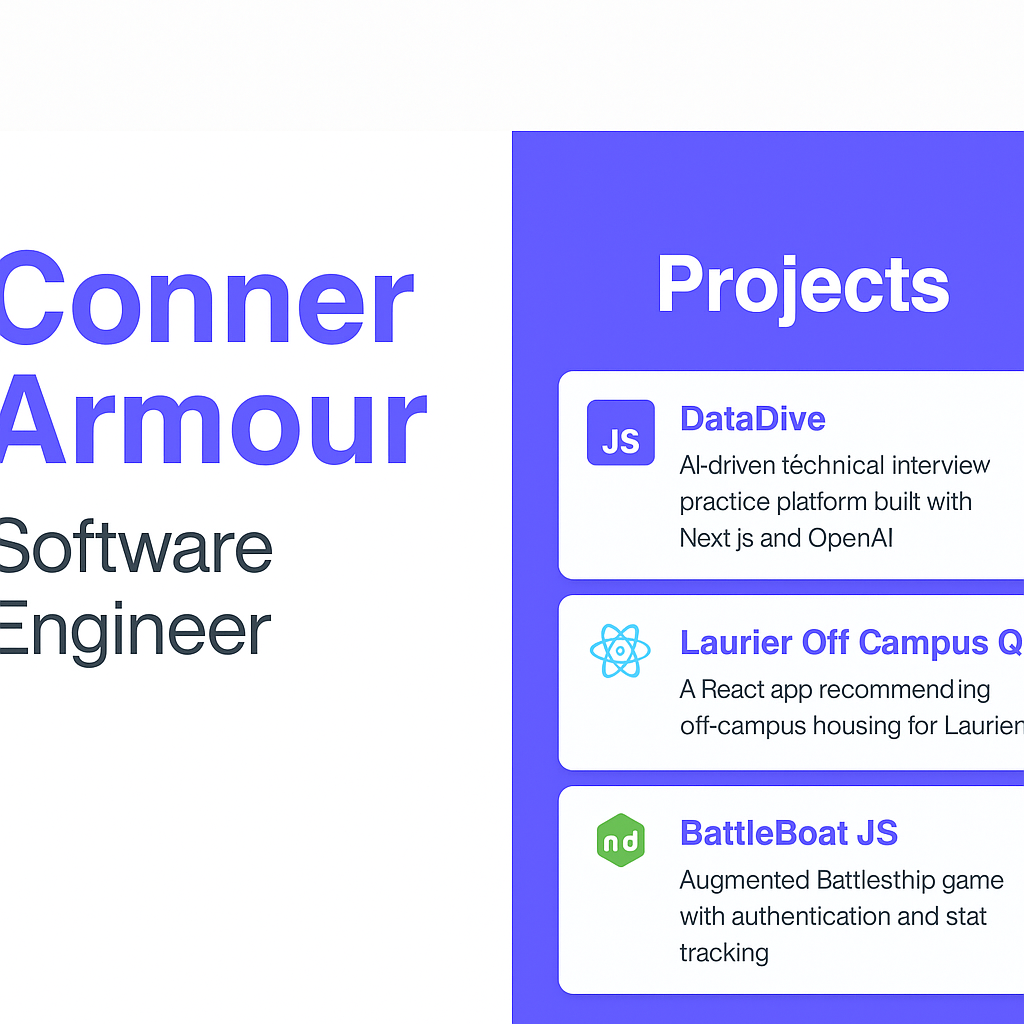 Conner
Armour
Software
Engineer
Projects
JS
DataDive
AI-driven téchnical interview
practice platform built with
Next js and OpenAI
Laurier Off Campus Q
A React app recommending
off-campus housing for Laurien
nd
BattleBoat JS
Augmented Battlesthip game
with authentication and stat
tracking